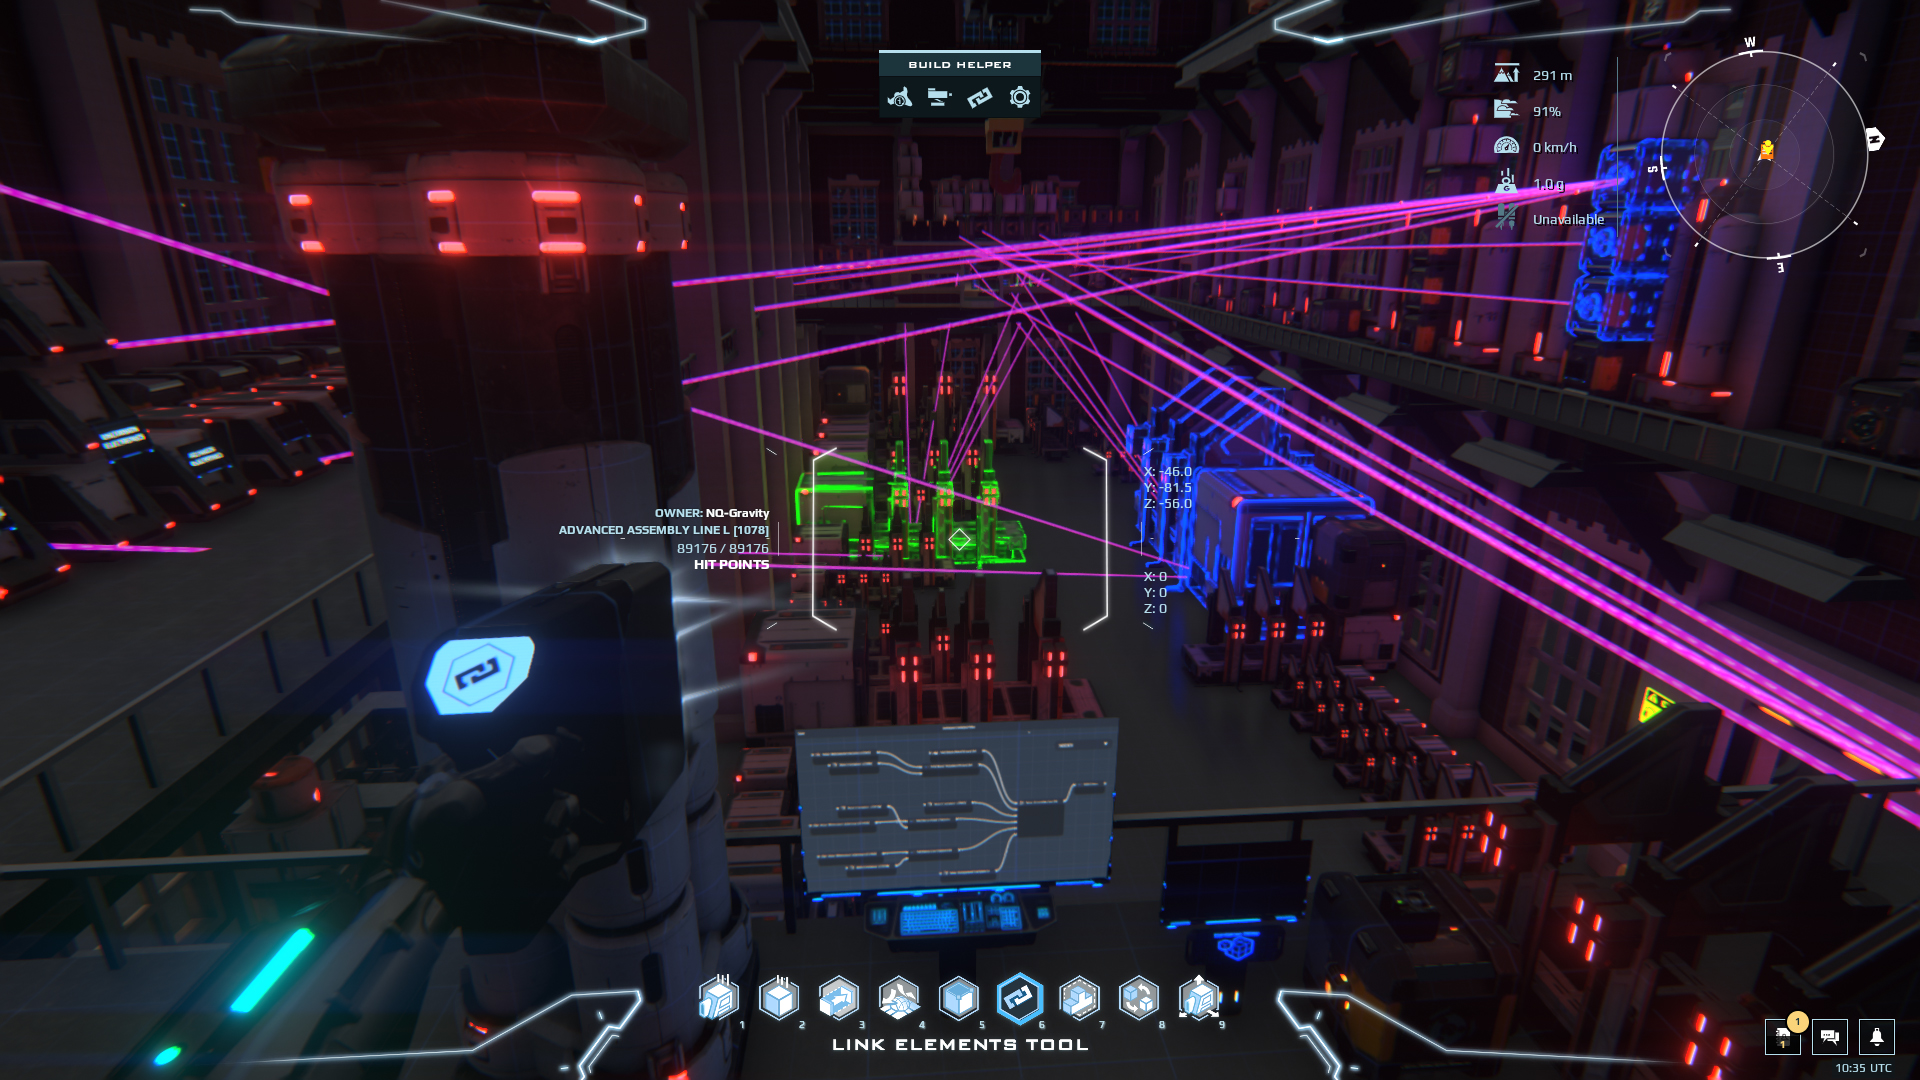 BUILD HELPER
W
N
S
E
291 m
91%
0 km/h
1.0 g
Unavailable
X: -46.0
Y: -81.5
Z: -56.0
OWNER: NQ-Gravity
ADVANCED ASSEMBLY LINE L [1078]
89176 / 89176
HIT POINTS
X: 0
Y: 0
Z: 0
1
2
3
4
5
6
7
8
9
LINK ELEMENTS TOOL
1
1
10:35 UTC